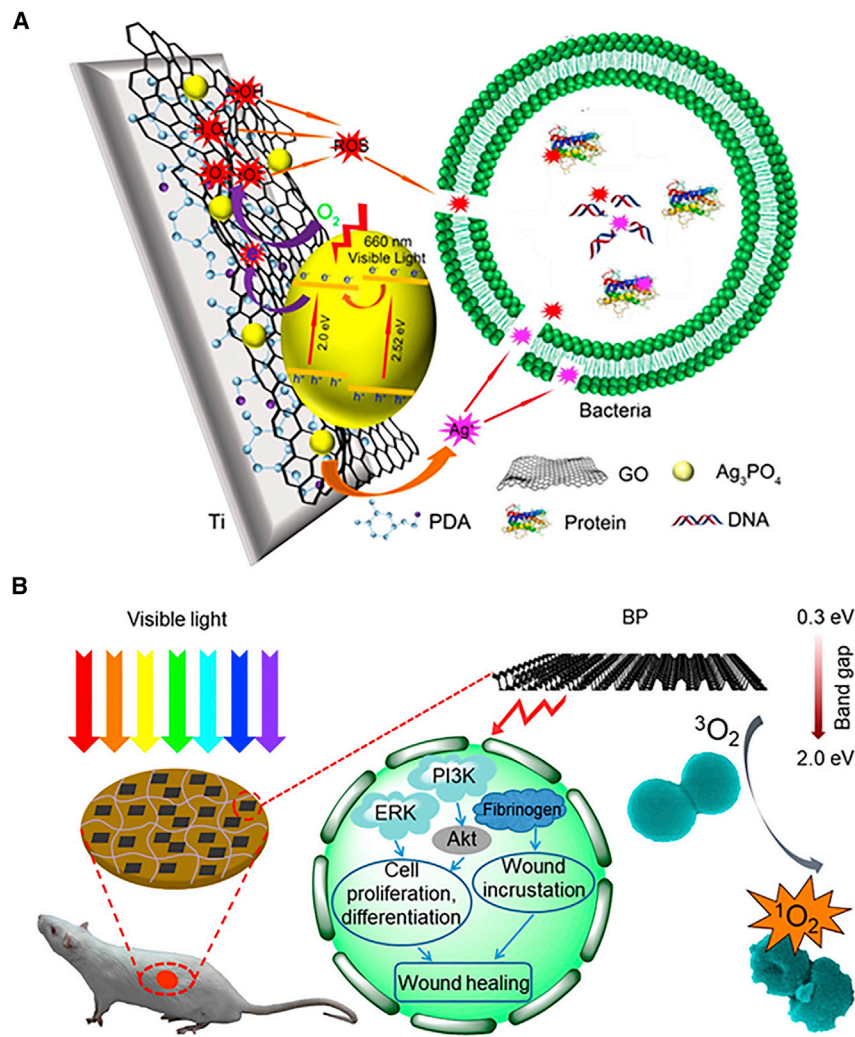 A
·OH
ROS
O₂
660 nm
Visible Light
e⁻ e⁻ e⁻
e⁻ e⁻ e⁻
2.0 eV
2.52 eV
h⁺ h⁺ h⁺
h⁺ h⁺ h⁺
Ag⁺
Bacteria
GO
Ag₃PO₄
Ti
PDA
Protein
DNA
B
Visible light
BP
0.3 eV
Band gap
2.0 eV
³O₂
PI3K
ERK
Fibrinogen
Akt
Cell
proliferation,
differentiation
Wound
incrustation
¹O₂
Wound healing